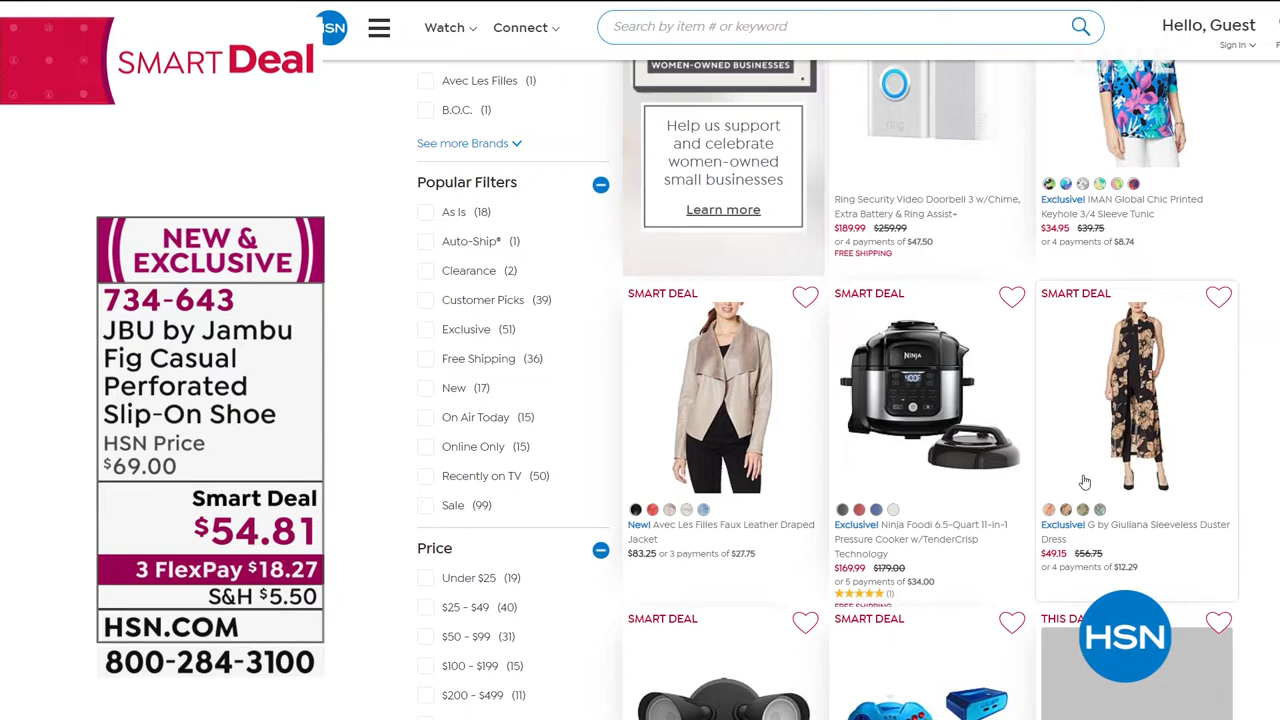 SMART Deal
HSN
Watch
Connect
Search by item # or keyword
Hello, Guest
Sign In
NEW &
EXCLUSIVE
734-643
JBU by Jambu
Fig Casual
Perforated
Slip-On Shoe
HSN Price
$69.00
Smart Deal
$54.81
3 FlexPay $18.27
S&H $5.50
HSN.COM
800-284-3100
Avec Les Filles (1)
B.O.C. (1)
See more Brands
Popular Filters
As Is (18)
Auto-Ship® (1)
Clearance (2)
Customer Picks (39)
Exclusive (51)
Free Shipping (36)
New (17)
On Air Today (15)
Online Only (15)
Recently on TV (50)
Sale (99)
Price
Under $25 (19)
$25 - $49 (40)
$50 - $99 (31)
$100 - $199 (15)
$200 - $499 (11)
WOMEN-OWNED BUSINESSES
Help us support
and celebrate
women-owned
small businesses
Learn more
ring
Ring Security Video Doorbell 3 w/Chime,
Extra Battery & Ring Assist+
$189.99 $259.99
or 4 payments of $47.50
FREE SHIPPING
Exclusive! IMAN Global Chic Printed
Keyhole 3/4 Sleeve Tunic
$34.95 $39.75
or 4 payments of $8.74
SMART DEAL
New! Avec Les Filles Faux Leather Draped
Jacket
$83.25 or 3 payments of $27.75
SMART DEAL
NINJA
400F
Exclusive! Ninja Foodi 6.5-Quart 11-in-1
Pressure Cooker w/TenderCrisp
Technology
$169.99 $179.00
or 5 payments of $34.00
(1)
FREE SHIPPING
SMART DEAL
Exclusive! G by Giuliana Sleeveless Duster
Dress
$49.15 $56.75
or 4 payments of $12.29
SMART DEAL
SMART DEAL
THIS DA
HSN